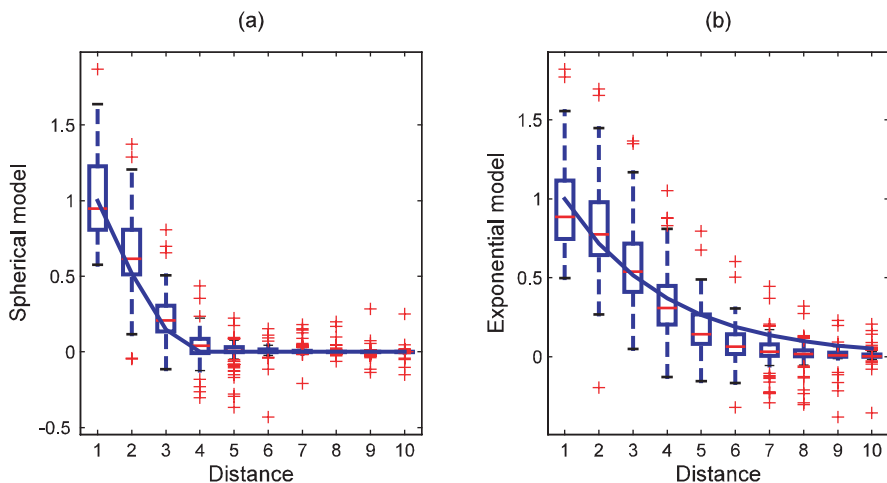 (a)
Spherical model
1.5
1
0.5
0
-0.5
1 2 3 4 5 6 7 8 9 10
Distance
(b)
Exponential model
1.5
1
0.5
0
1 2 3 4 5 6 7 8 9 10
Distance